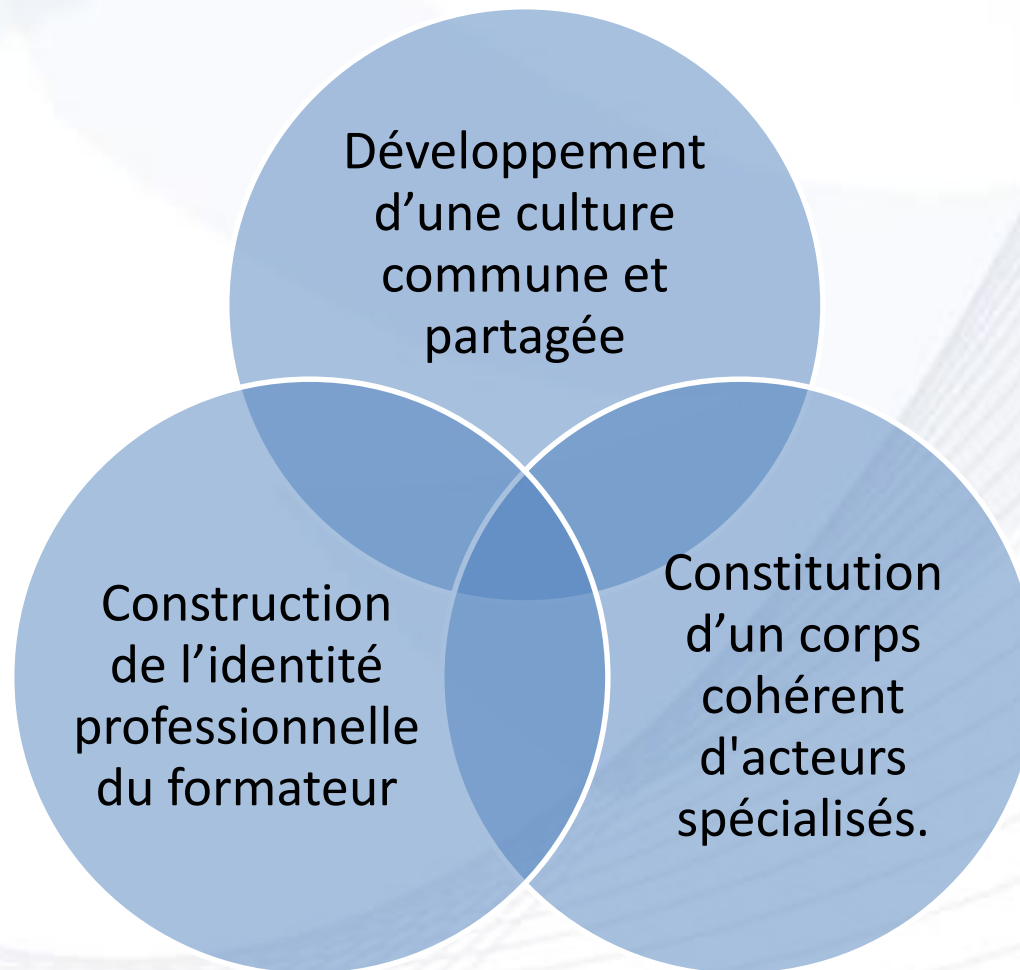 Développement
d’une culture
commune et
partagée
Construction
de l’identité
professionnelle
du formateur
Constitution
d’un corps
cohérent
d'acteurs
spécialisés.